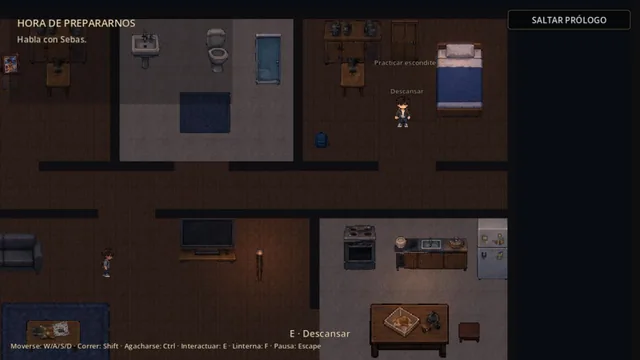 HORA DE PREPARARNOS
Habla con Sebas.
SALTAR PRÓLOGO
Practicar escondite
Descansar
E · Descansar
Moverse: W/A/S/D · Correr: Shift · Agacharse: Ctrl · Interactuar: E · Linterna: F · Pausa: Escape